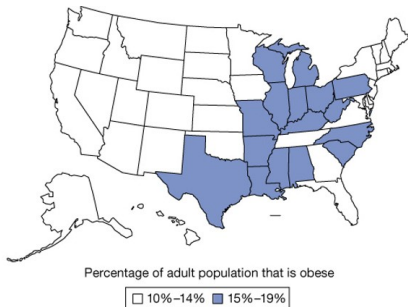 Percentage of adult population that is obese
10%–14% 15%–19%